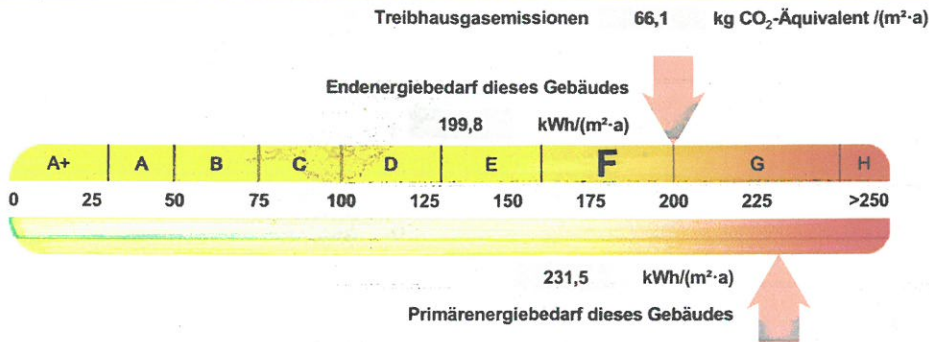 Treibhausgasemissionen 66,1 kg CO₂-Äquivalent /(m²·a)
Endenergiebedarf dieses Gebäudes
199,8 kWh/(m²·a)
A+ A B C D E F G H
0 25 50 75 100 125 150 175 200 225 >250
231,5 kWh/(m²·a)
Primärenergiebedarf dieses Gebäudes